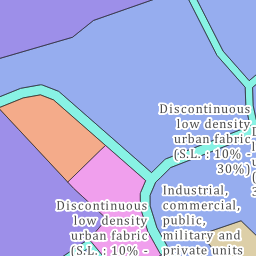 Discontinuous
low density
urban fabric
(S.L. : 10% -
30%)
Industrial,
commercial,
public,
military and
private units
Discontinuous
low density
urban fabric
(S.L. : 10% -